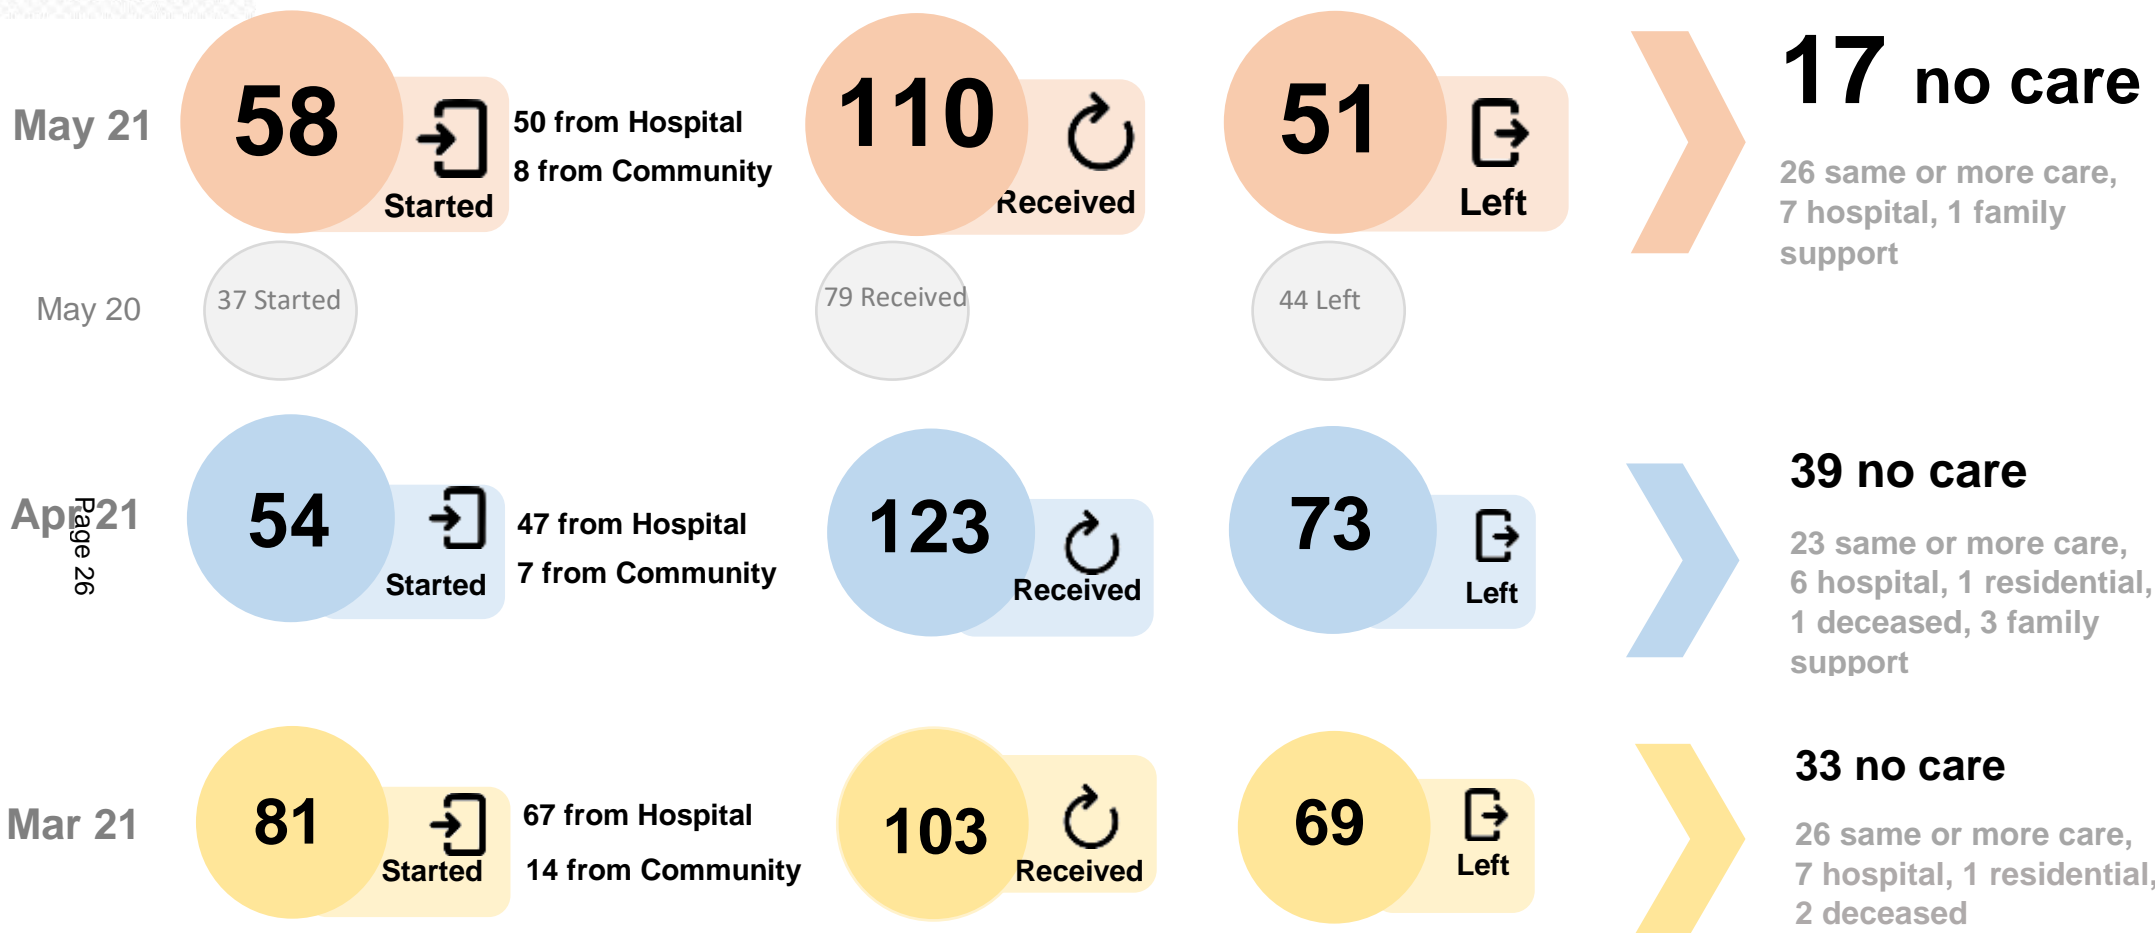 May 21
58
Started
50 from Hospital
8 from Community
110
Received
51
Left
17 no care
26 same or more care,
7 hospital, 1 family
support
May 20
37 Started
79 Received
44 Left
Apr 21
Page 26
54
Started
47 from Hospital
7 from Community
123
Received
73
Left
39 no care
23 same or more care,
6 hospital, 1 residential,
1 deceased, 3 family
support
Mar 21
81
Started
67 from Hospital
14 from Community
103
Received
69
Left
33 no care
26 same or more care,
7 hospital, 1 residential,
2 deceased